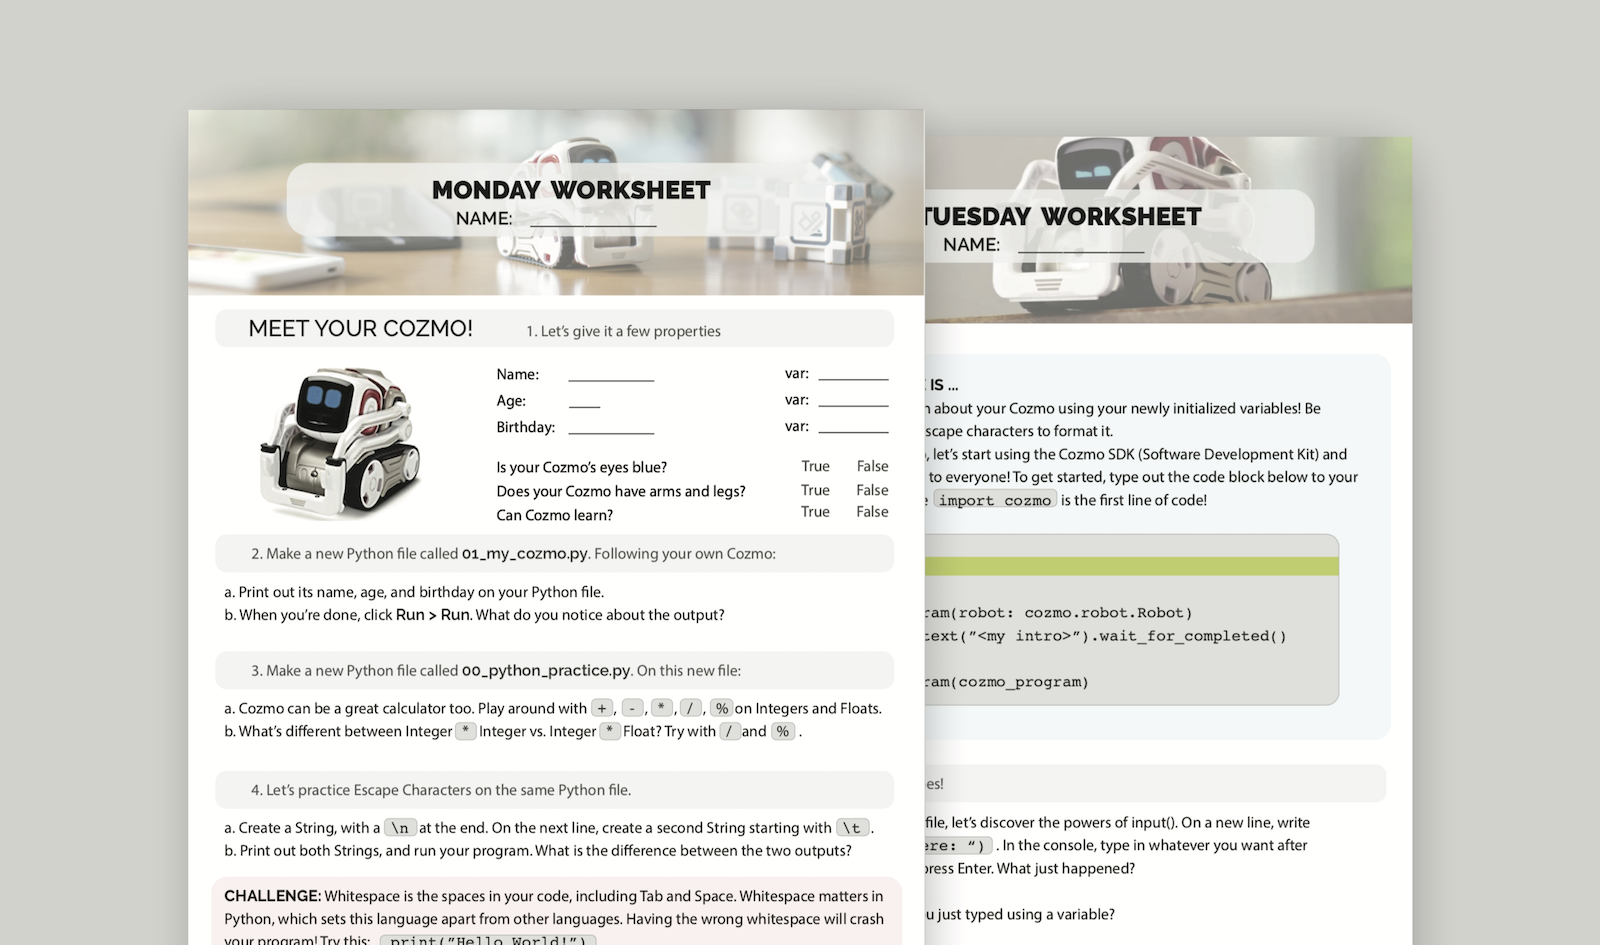 MONDAY WORKSHEET
NAME: ____________
MEET YOUR COZMO! 1. Let's give it a few properties
Name: __________ var: ________
Age: ____ var: ________
Birthday: __________ var: ________
Is your Cozmo's eyes blue? True False
Does your Cozmo have arms and legs? True False
Can Cozmo learn? True False
2. Make a new Python file called 01_my_cozmo.py. Following your own Cozmo:
a. Print out its name, age, and birthday on your Python file.
b. When you're done, click Run > Run. What do you notice about the output?
3. Make a new Python file called 00_python_practice.py. On this new file:
a. Cozmo can be a great calculator too. Play around with +, -, *, /, % on Integers and Floats.
b. What's different between Integer * Integer vs. Integer * Float? Try with / and %.
4. Let's practice Escape Characters on the same Python file.
a. Create a String, with a \n at the end. On the next line, create a second String starting with \t.
b. Print out both Strings, and run your program. What is the difference between the two outputs?
CHALLENGE: Whitespace is the spaces in your code, including Tab and Space. Whitespace matters in
Python, which sets this language apart from other languages. Having the wrong whitespace will crash
your program! Try this: print("Hello World!")
TUESDAY WORKSHEET
NAME: ____________
IS ...
about your Cozmo using your newly initialized variables! Be
scape characters to format it.
, let's start using the Cozmo SDK (Software Development Kit) and
to everyone! To get started, type out the code block below to your
import cozmo is the first line of code!
ram(robot: cozmo.robot.Robot)
text("<my intro>").wait_for_completed()
ram(cozmo_program)
es!
file, let's discover the powers of input(). On a new line, write
ere: "). In the console, type in whatever you want after
press Enter. What just happened?
u just typed using a variable?